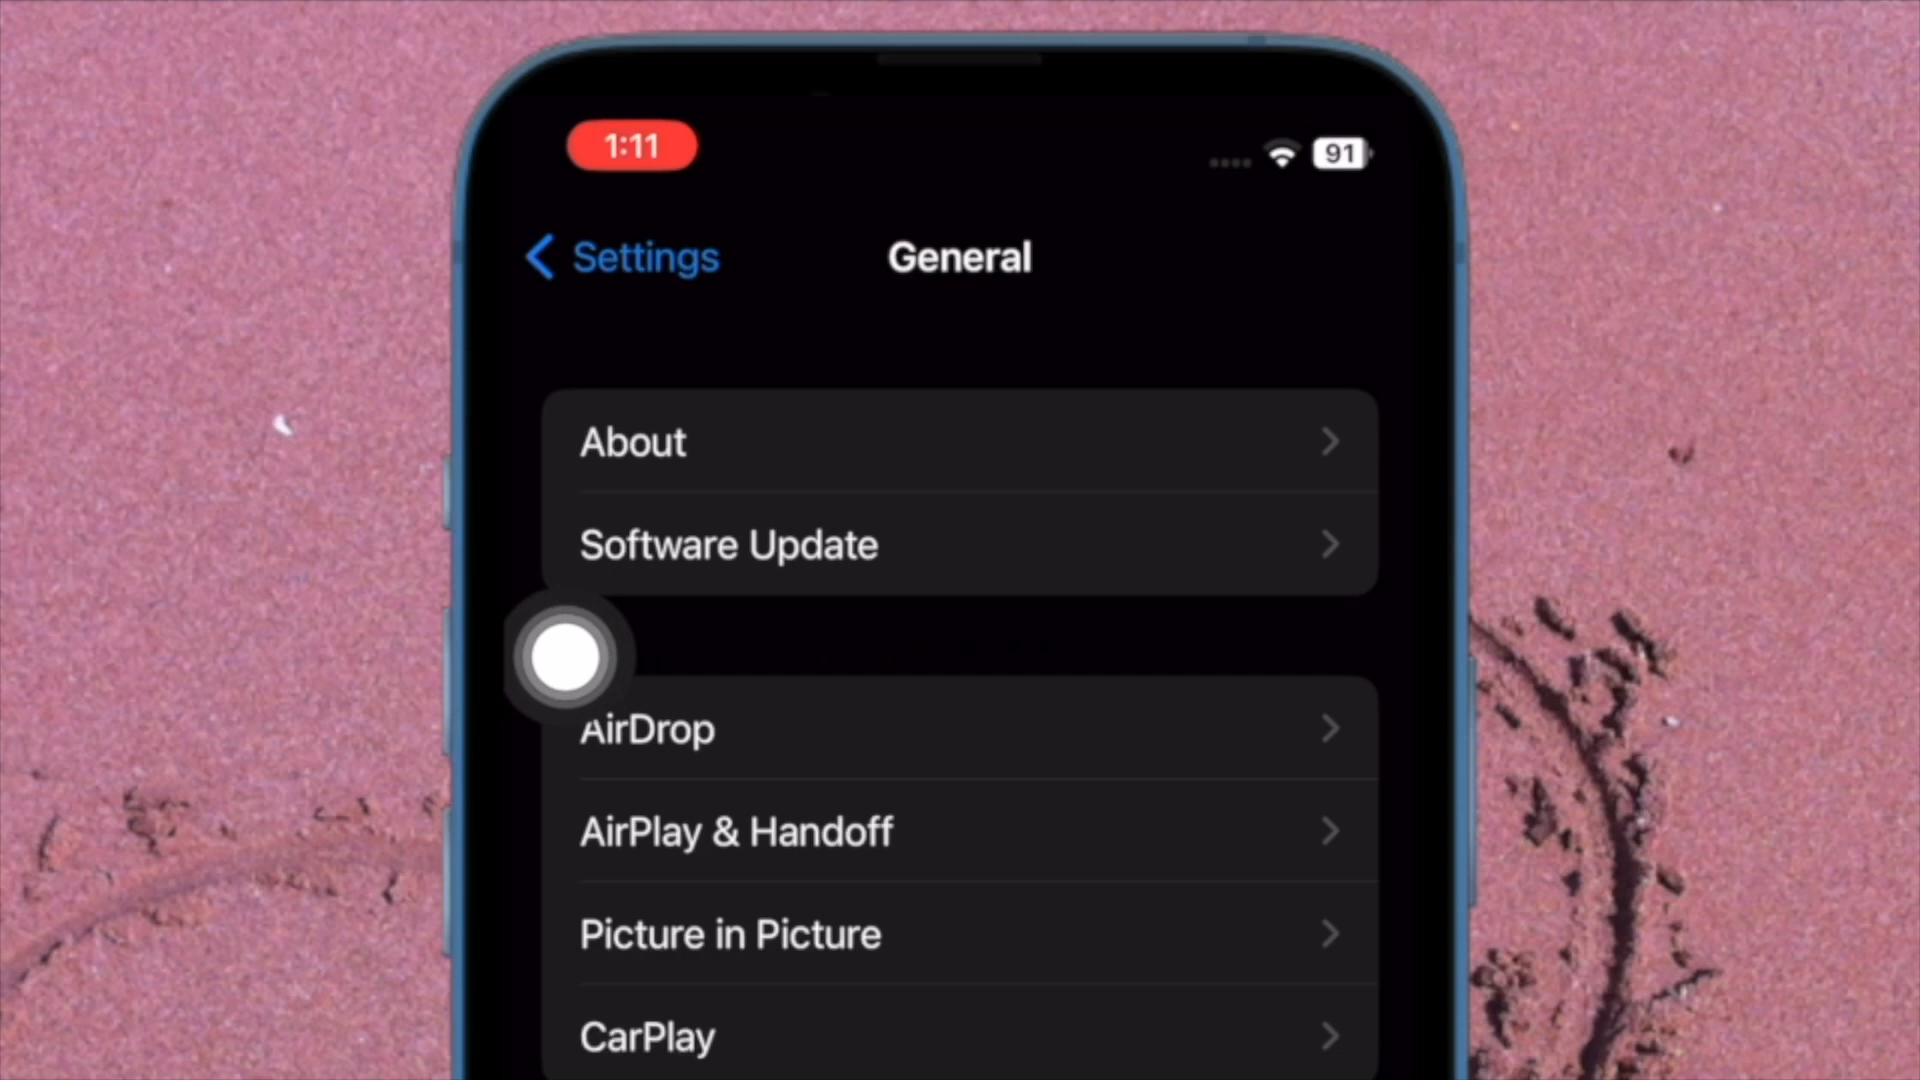 1:11
91
Settings
General
About
Software Update
AirDrop
AirPlay & Handoff
Picture in Picture
CarPlay